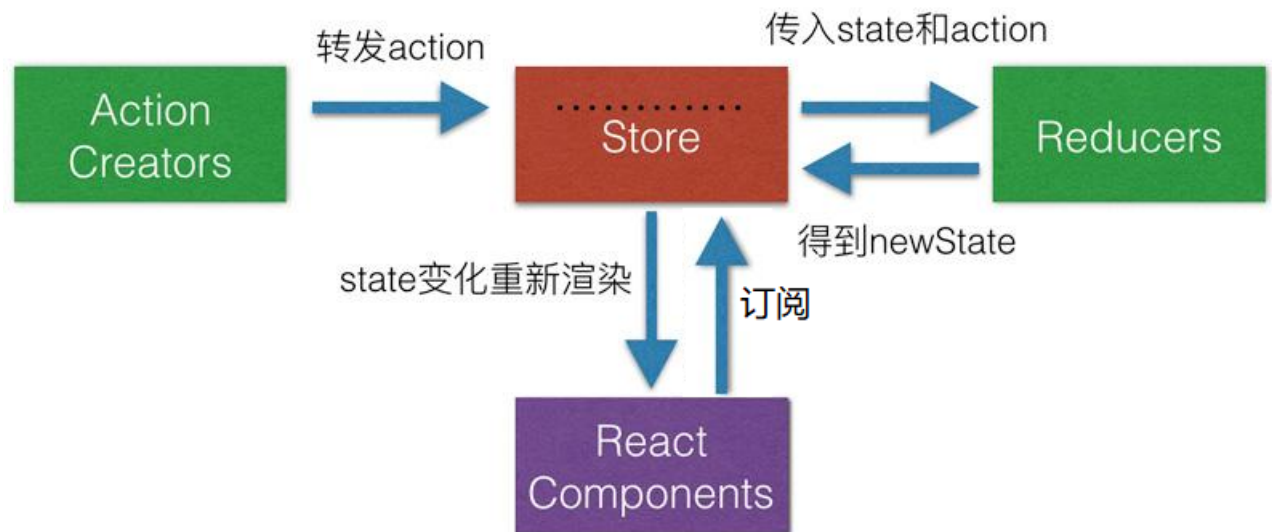 转发action
传入state和action
Action
Creators
............
Store
Reducers
得到newState
state变化重新渲染
订阅
React
Components